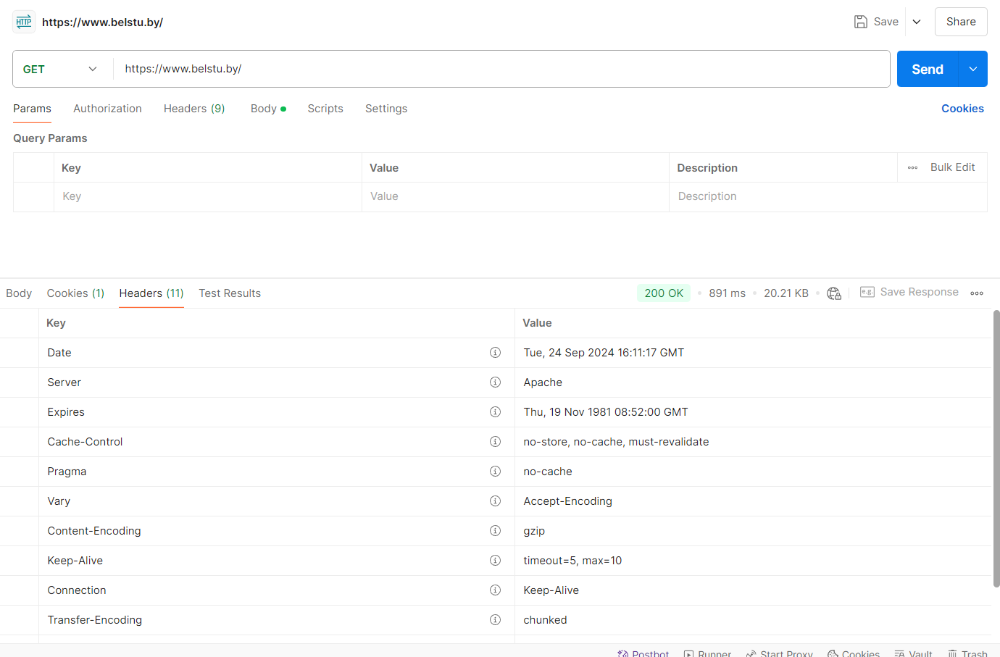 HTTP https://www.belstu.by/ Save Share
GET https://www.belstu.by/ Send
Params Authorization Headers (9) Body Scripts Settings Cookies
Query Params
Key Value Description Bulk Edit
Key Value Description
Body Cookies (1) Headers (11) Test Results 200 OK 891 ms 20.21 KB e.g. Save Response
Key Value
Date Tue, 24 Sep 2024 16:11:17 GMT
Server Apache
Expires Thu, 19 Nov 1981 08:52:00 GMT
Cache-Control no-store, no-cache, must-revalidate
Pragma no-cache
Vary Accept-Encoding
Content-Encoding gzip
Keep-Alive timeout=5, max=10
Connection Keep-Alive
Transfer-Encoding chunked
Postbot Runner Start Proxy Cookies Vault Trash